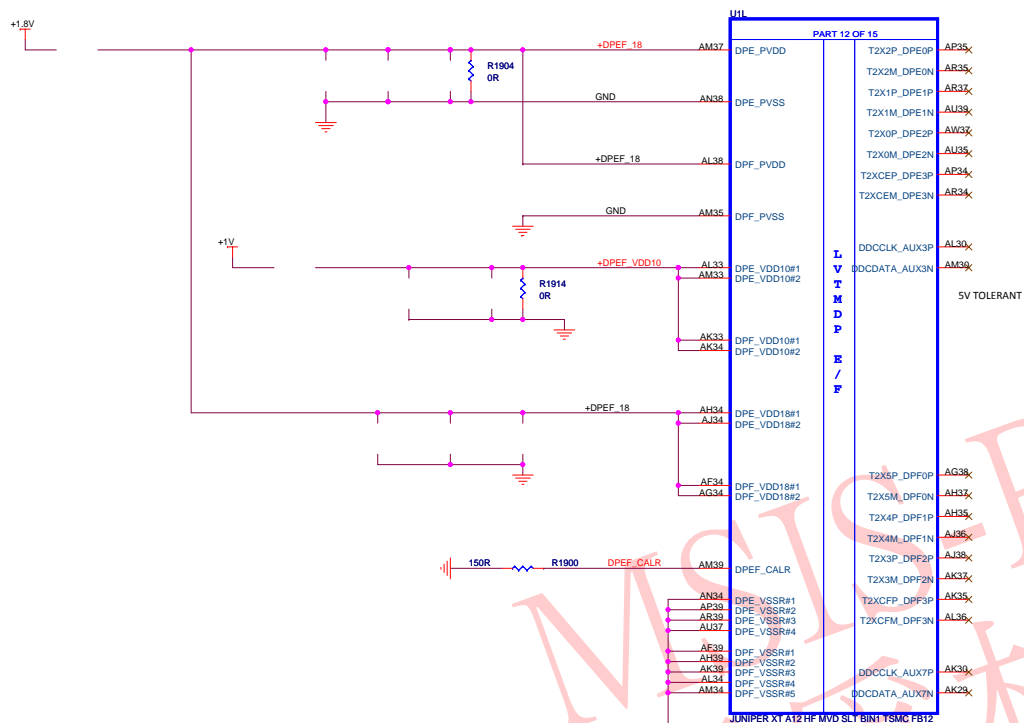 +1.8V
U1L
PART 12 OF 15
+DPEF_18 AM37 DPE_PVDD
R1904
0R
GND AN38 DPE_PVSS
+DPEF_18 AL38 DPF_PVDD
GND AM35 DPF_PVSS
+1V
+DPEF_VDD10 AL33 DPE_VDD10#1
AM33 DPE_VDD10#2
R1914
0R
AK33 DPF_VDD10#1
AK34 DPF_VDD10#2
+DPEF_18 AH34 DPE_VDD18#1
AJ34 DPE_VDD18#2
AF34 DPF_VDD18#1
AG34 DPF_VDD18#2
150R R1900 DPEF_CALR AM39 DPEF_CALR
AN34 DPE_VSSR#1
AP39 DPE_VSSR#2
AR39 DPE_VSSR#3
AU37 DPE_VSSR#4
AF39 DPF_VSSR#1
AH39 DPF_VSSR#2
AK39 DPF_VSSR#3
AL34 DPF_VSSR#4
AM34 DPF_VSSR#5
LVTMDP E/F
T2X2P_DPE0P AP35
T2X2M_DPE0N AR35
T2X1P_DPE1P AR37
T2X1M_DPE1N AU39
T2X0P_DPE2P AW37
T2X0M_DPE2N AU35
T2XCEP_DPE3P AP34
T2XCEM_DPE3N AR34
DDCCLK_AUX3P AL30
DDCDATA_AUX3N AM30
5V TOLERANT
T2X5P_DPF0P AG38
T2X5M_DPF0N AH37
T2X4P_DPF1P AH35
T2X4M_DPF1N AJ36
T2X3P_DPF2P AJ38
T2X3M_DPF2N AK37
T2XCFP_DPF3P AK35
T2XCFM_DPF3N AL36
DDCCLK_AUX7P AK30
DDCDATA_AUX7N AK29
JUNIPER XT A12 HF MVD SLT BIN1 TSMC FB12